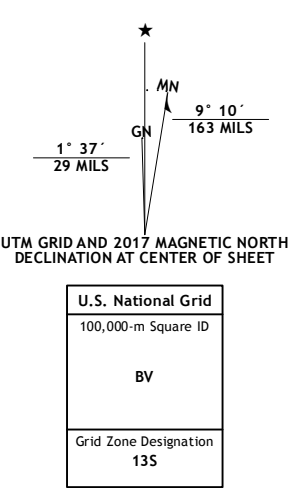 ★
MN
GN
9° 10´
163 MILS
1° 37´
29 MILS
UTM GRID AND 2017 MAGNETIC NORTH
DECLINATION AT CENTER OF SHEET
U.S. National Grid
100,000-m Square ID
BV
Grid Zone Designation
13S